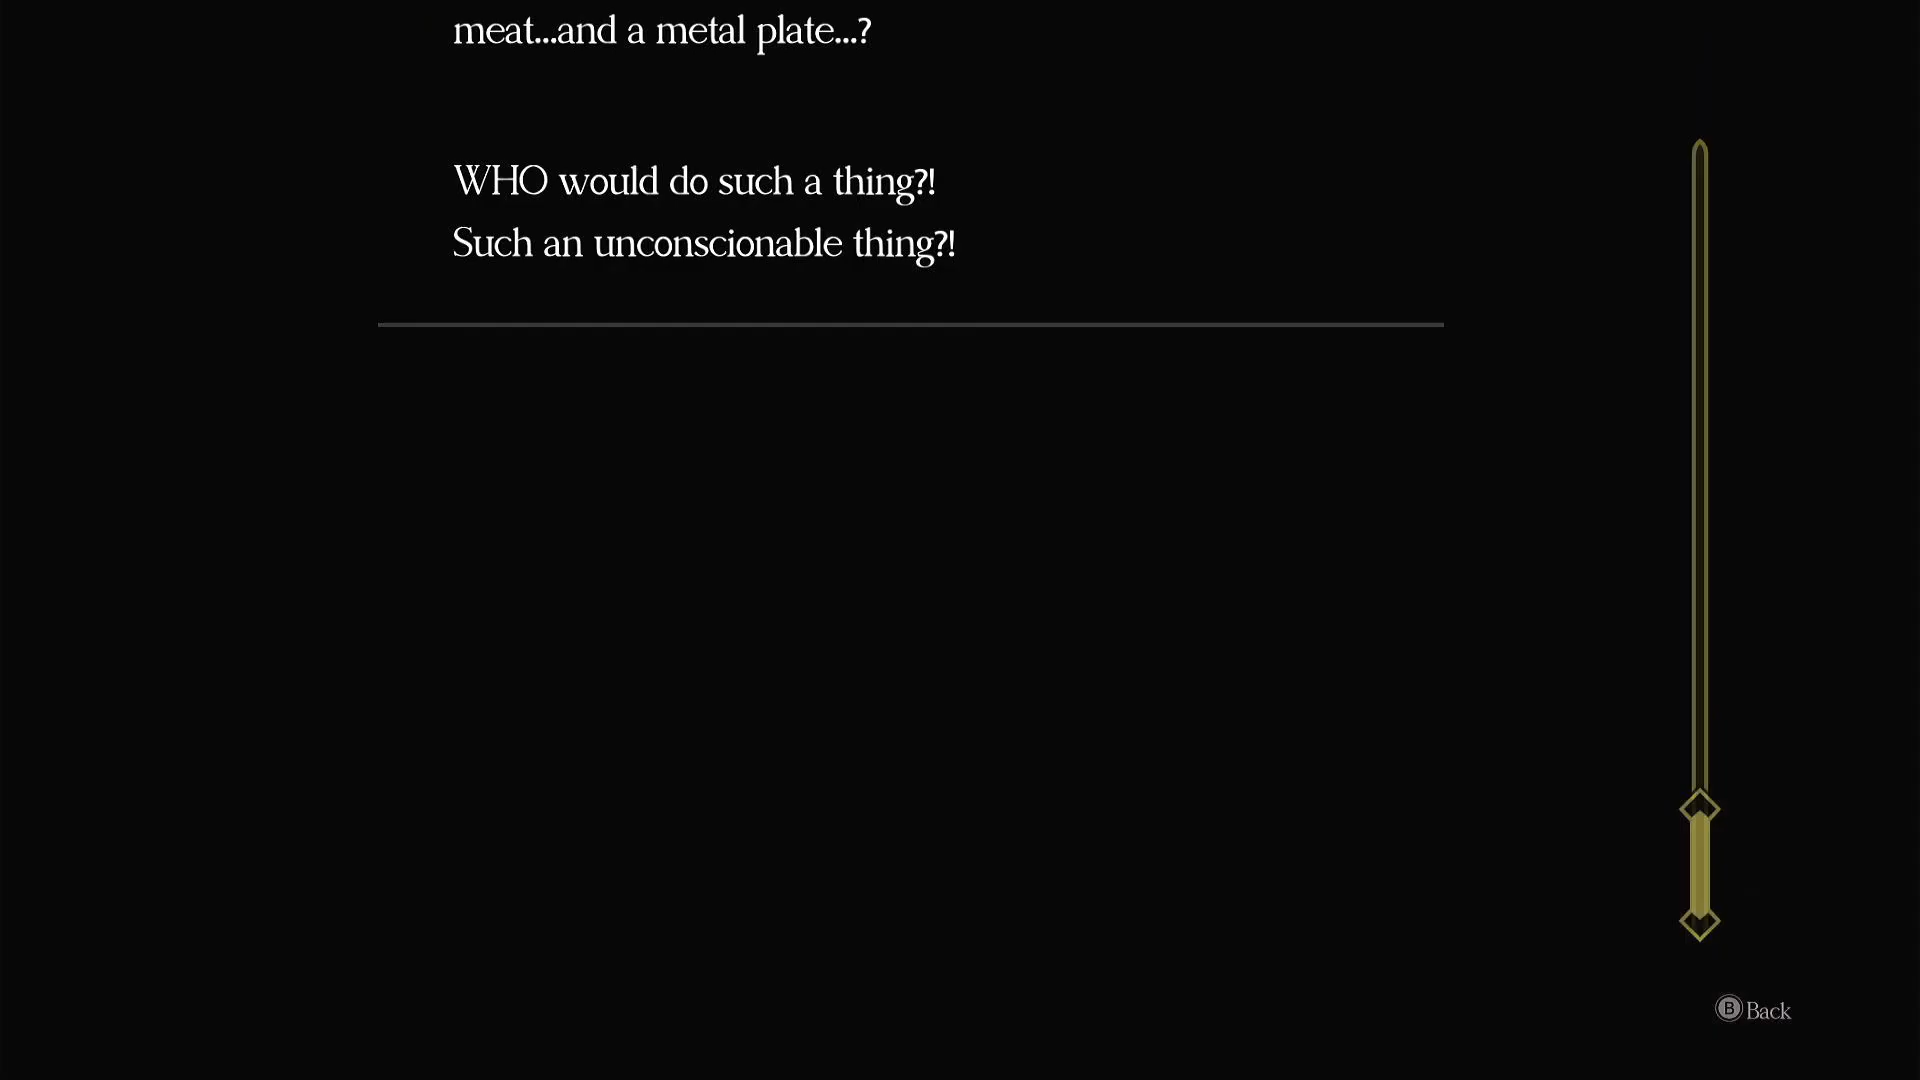 meat...and a metal plate...?
WHO would do such a thing?!
Such an unconscionable thing?!
B Back